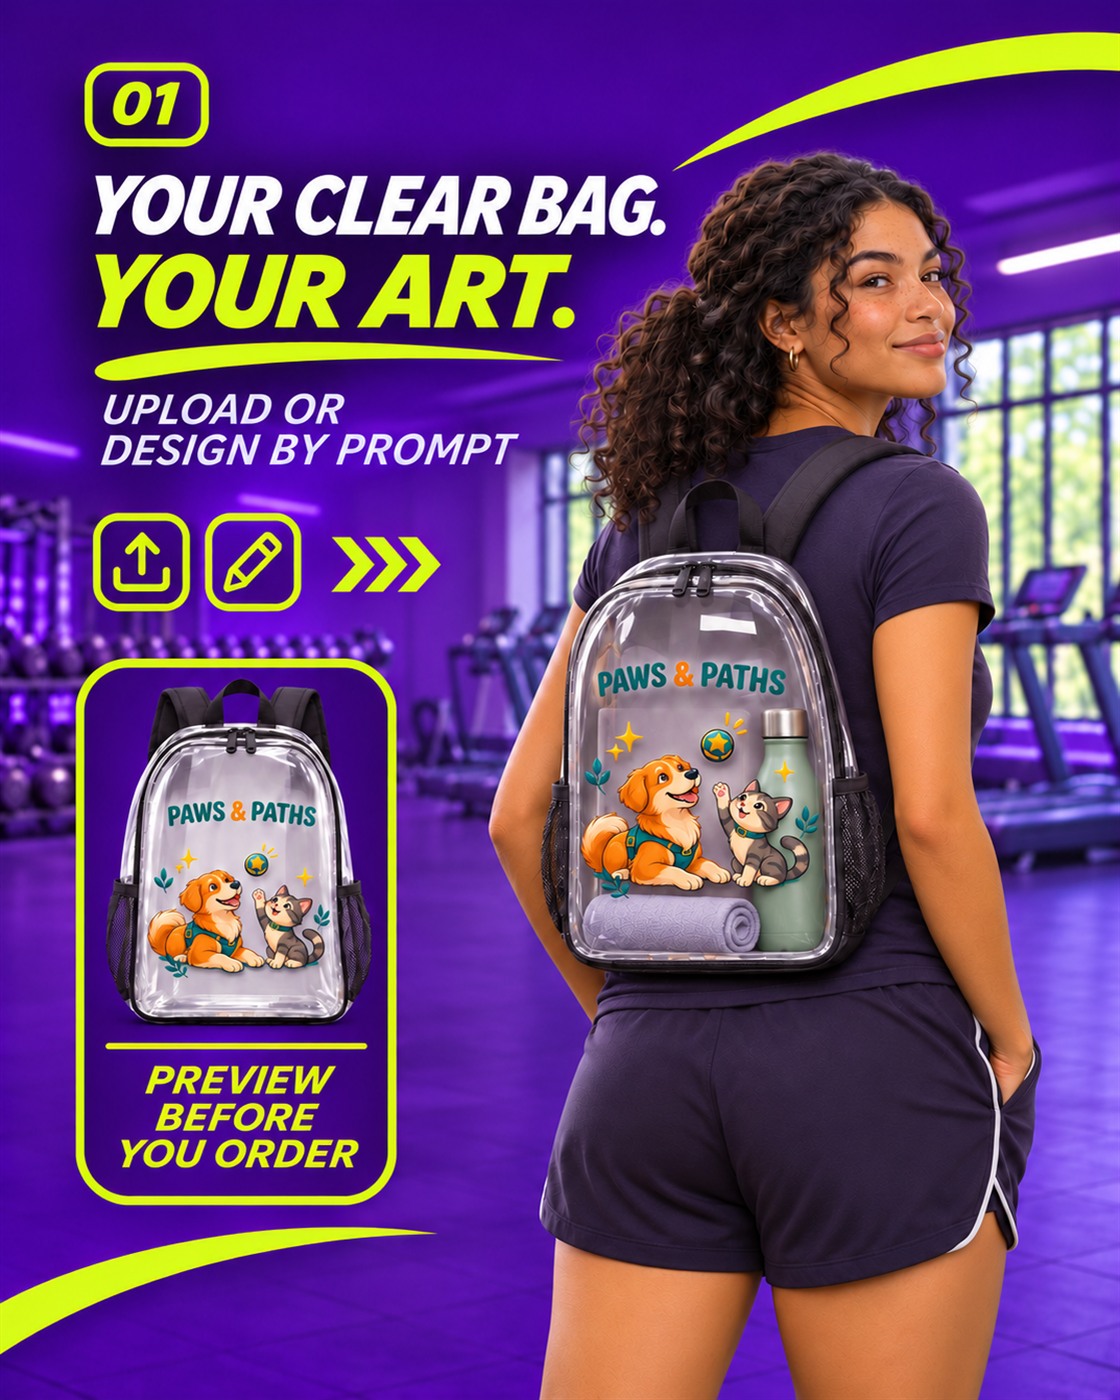 01
YOUR CLEAR BAG.
YOUR ART.
UPLOAD OR
DESIGN BY PROMPT
PAWS & PATHS
PREVIEW
BEFORE
YOU ORDER
PAWS & PATHS